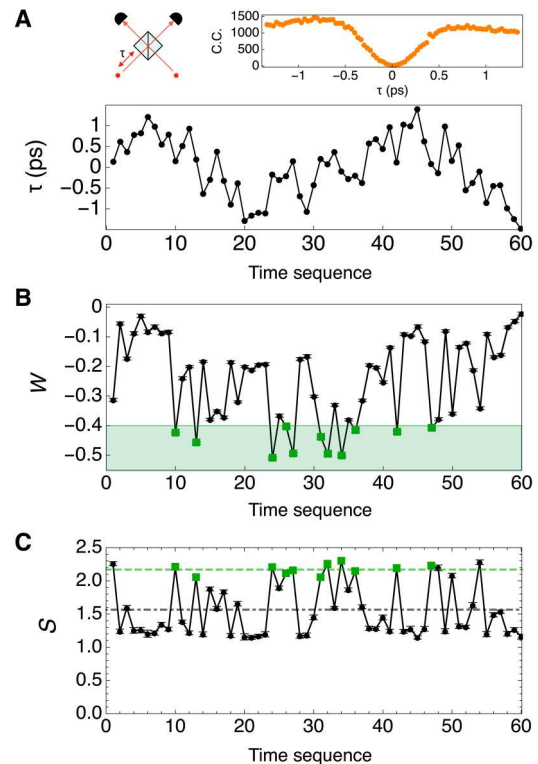 A
τ
C.C.
1500
1000
500
0
−1 −0.5 0 0.5 1
τ (ps)
τ (ps)
1
0.5
0
−0.5
−1
0 10 20 30 40 50 60
Time sequence
B
W
0
−0.1
−0.2
−0.3
−0.4
−0.5
0 10 20 30 40 50 60
Time sequence
C
S
2.5
2.0
1.5
1.0
0.5
0.0
0 10 20 30 40 50 60
Time sequence